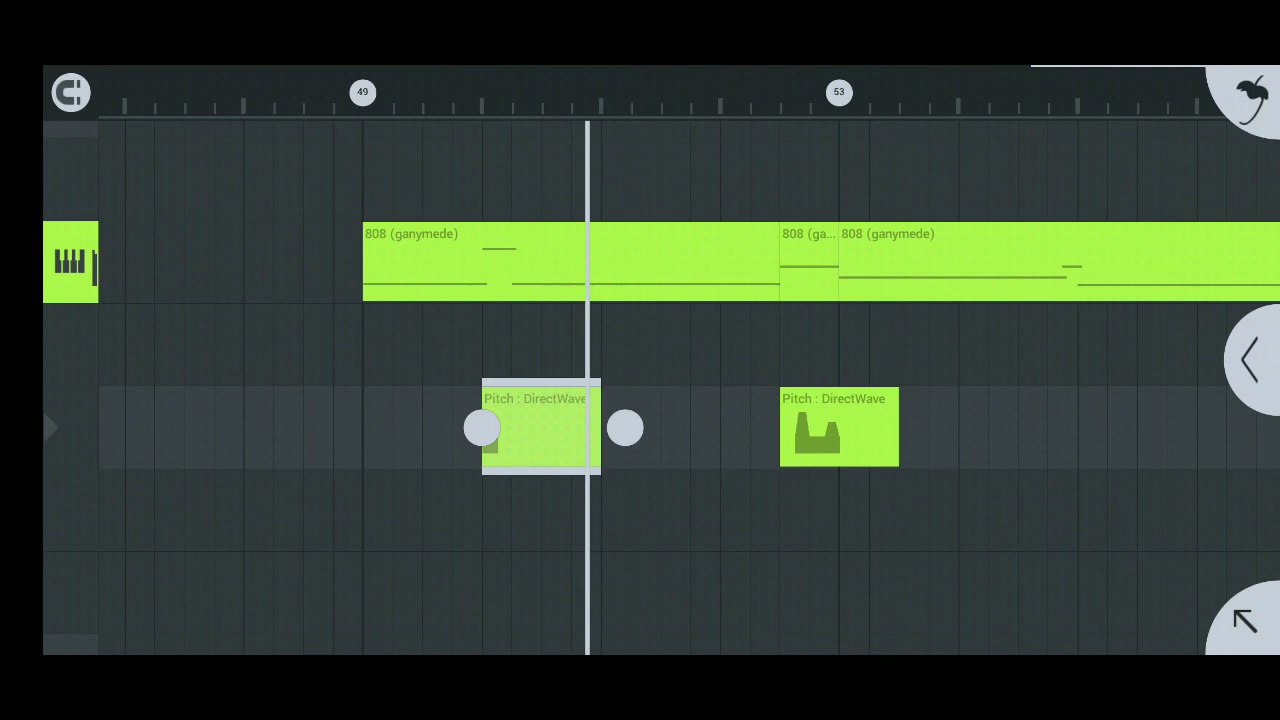 49
53
808 (ganymede)
808 (ga...
808 (ganymede)
Pitch : DirectWave
Pitch : DirectWave